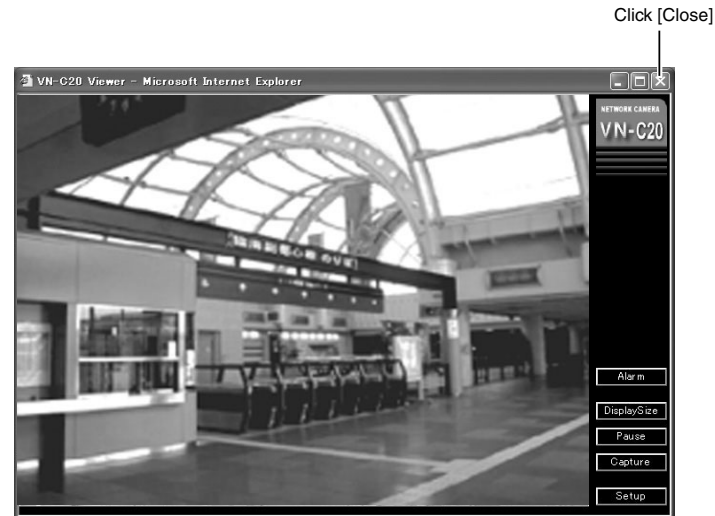 Click [Close]
VN-C20 Viewer - Microsoft Internet Explorer
NETWORK CAMERA
VN-C20
Alarm
DisplaySize
Pause
Capture
Setup